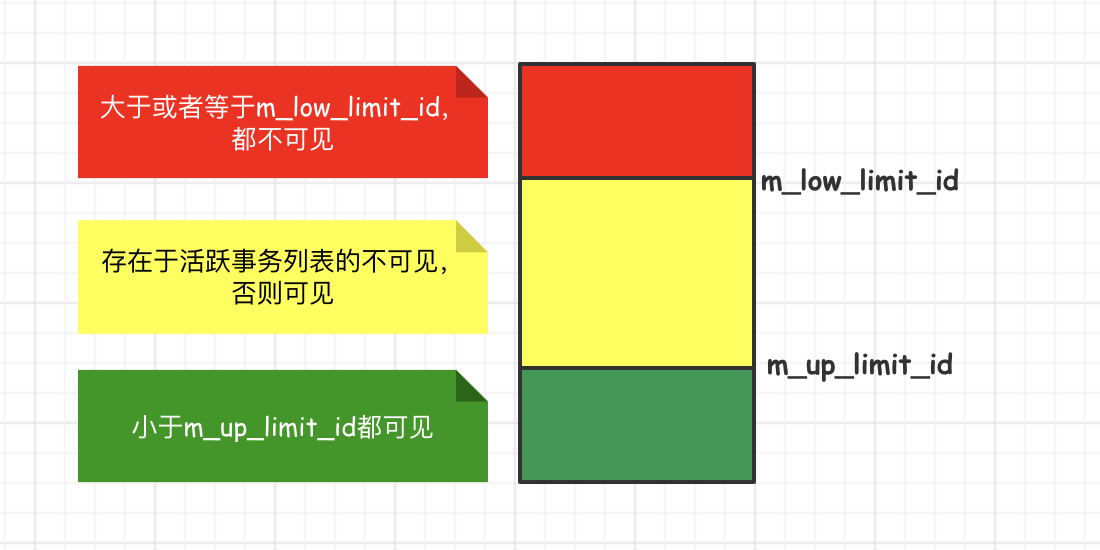 大于或者等于m_low_limit_id,
都不可见
m_low_limit_id
存在于活跃事务列表的不可见,
否则可见
m_up_limit_id
小于m_up_limit_id都可见